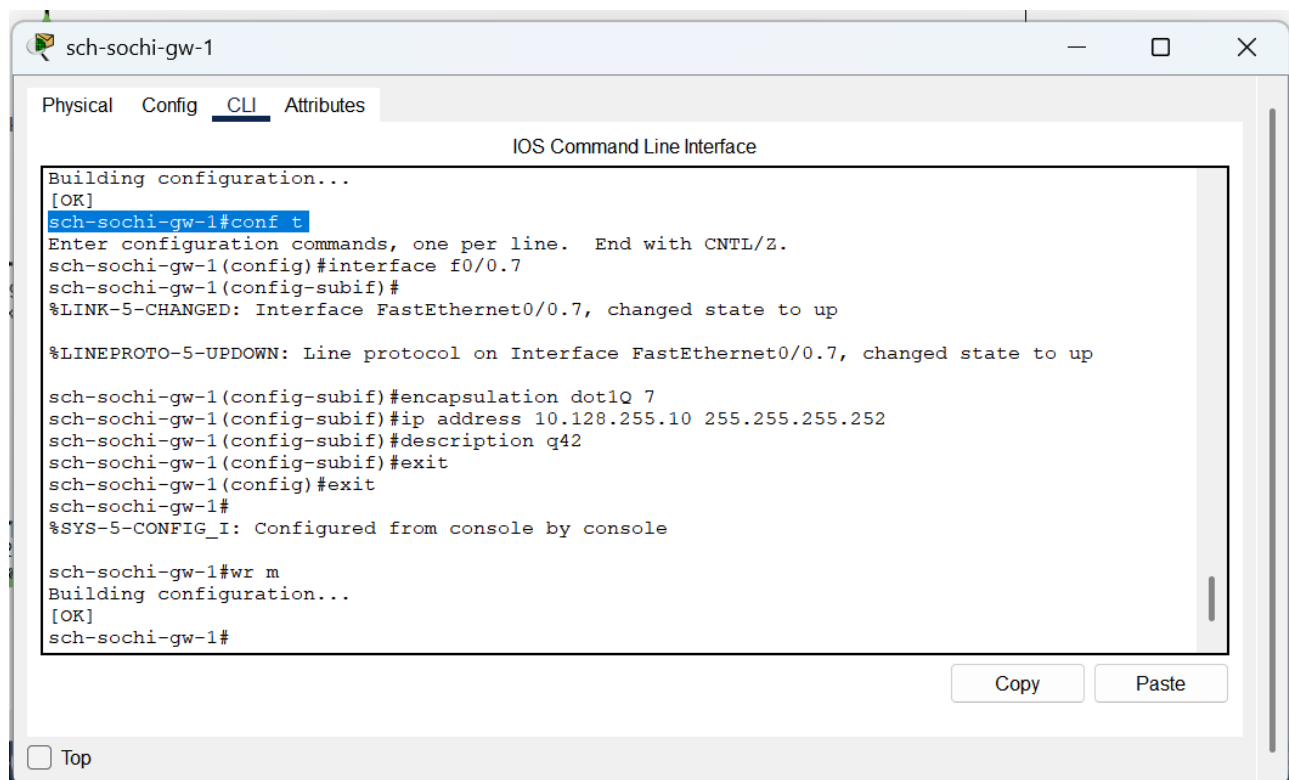 sch-sochi-gw-1
Physical Config CLI Attributes
IOS Command Line Interface
Building configuration...
[OK]
sch-sochi-gw-1#conf t
Enter configuration commands, one per line.  End with CNTL/Z.
sch-sochi-gw-1(config)#interface f0/0.7
sch-sochi-gw-1(config-subif)#
%LINK-5-CHANGED: Interface FastEthernet0/0.7, changed state to up
%LINEPROTO-5-UPDOWN: Line protocol on Interface FastEthernet0/0.7, changed state to up
sch-sochi-gw-1(config-subif)#encapsulation dot1Q 7
sch-sochi-gw-1(config-subif)#ip address 10.128.255.10 255.255.255.252
sch-sochi-gw-1(config-subif)#description q42
sch-sochi-gw-1(config-subif)#exit
sch-sochi-gw-1(config)#exit
sch-sochi-gw-1#
%SYS-5-CONFIG_I: Configured from console by console
sch-sochi-gw-1#wr m
Building configuration...
[OK]
sch-sochi-gw-1#
Copy Paste
Top